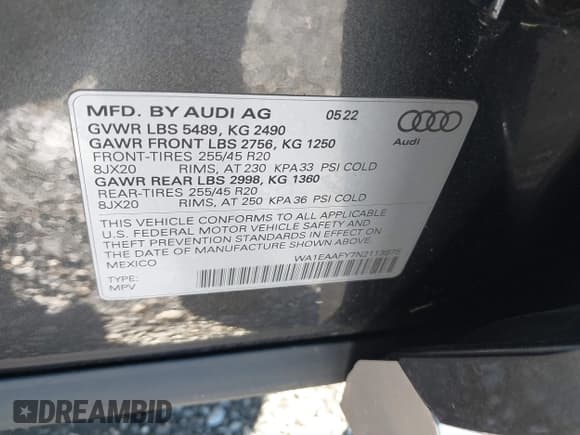 MFD. BY AUDI AG 05.22
GVWR LBS 5489, KG 2490
GAWR FRONT LBS 2756, KG 1250
FRONT-TIRES 255/45 R20
8JX20 RIMS, AT 230 KPA 33 PSI COLD
GAWR REAR LBS 2998, KG 1360
REAR-TIRES 255/45 R20
8JX20 RIMS, AT 250 KPA 36 PSI COLD
Audi
THIS VEHICLE CONFORMS TO ALL APPLICABLE
U.S. FEDERAL MOTOR VEHICLE SAFETY AND
THEFT PREVENTION STANDARDS IN EFFECT ON
THE DATE OF MANUFACTURE SHOWN ABOVE.
MEXICO
TYPE:
MPV
DREAMBID